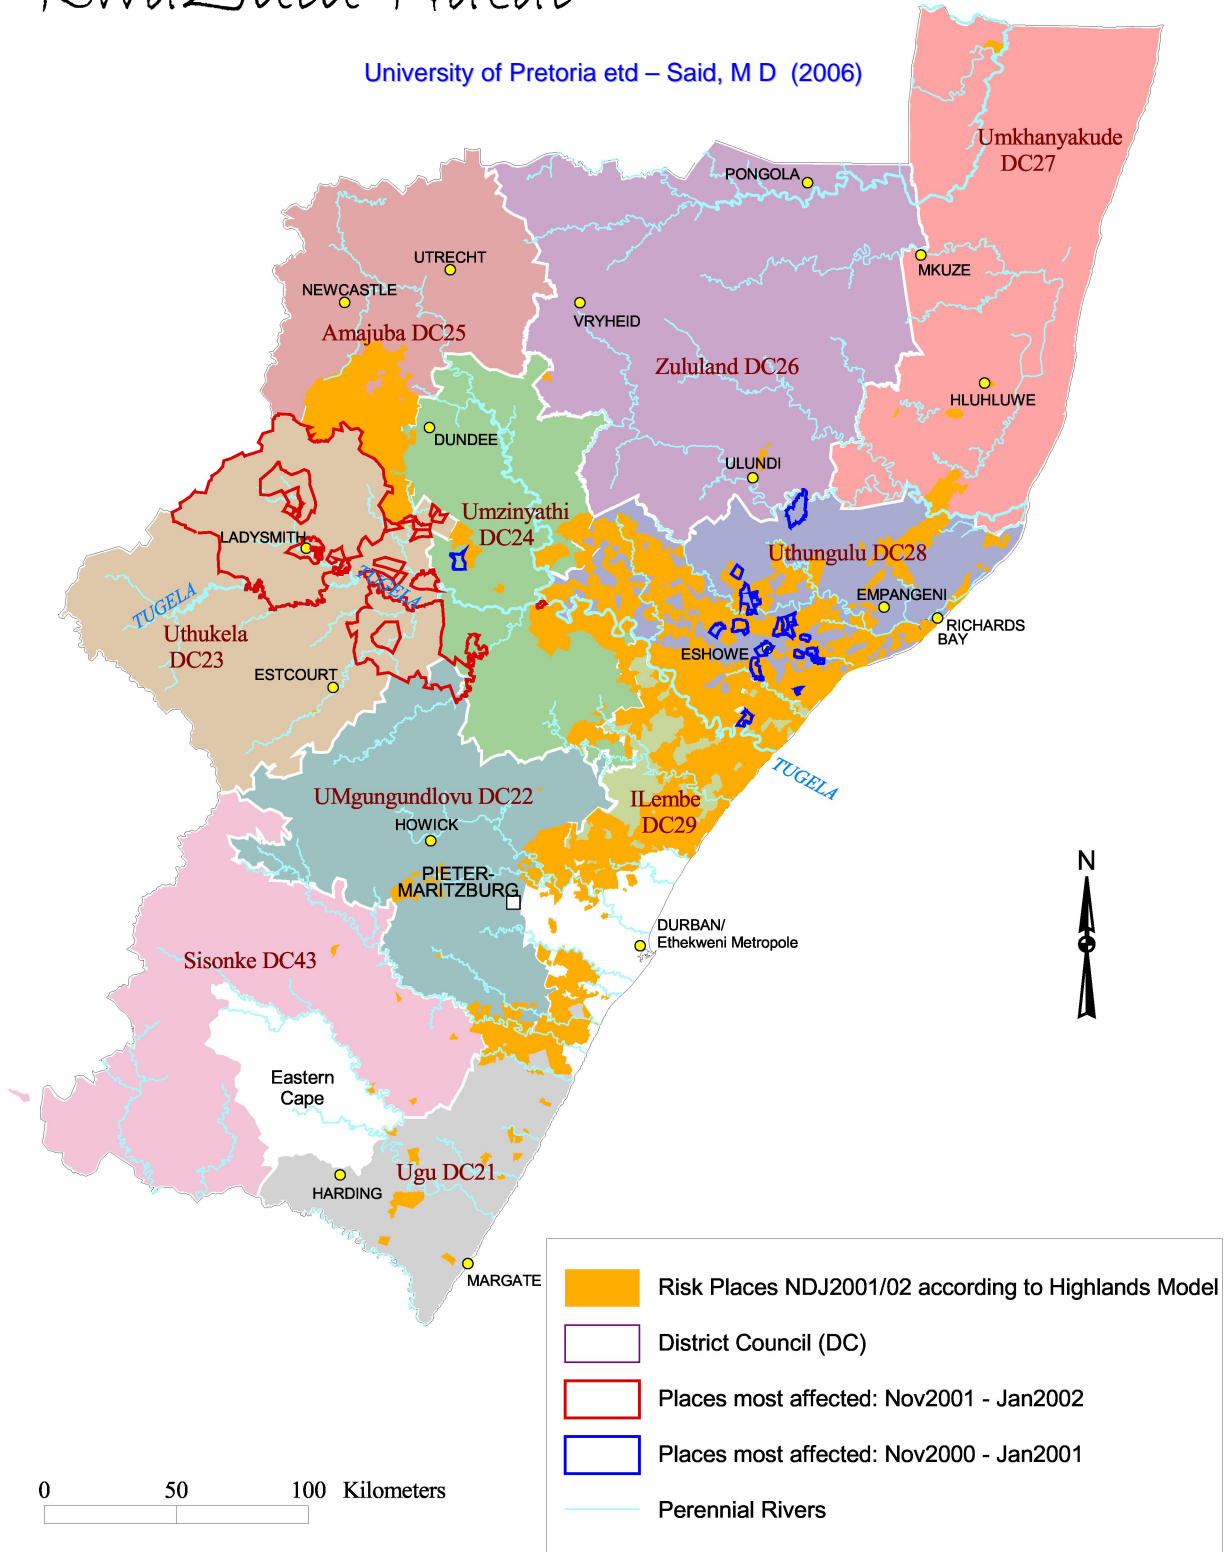 KwaZulu Natal
University of Pretoria etd – Said, M D (2006)
Umkhanyakude
DC27
PONGOLA
UTRECHT
MKUZE
NEWCASTLE
VRYHEID
Amajuba DC25
Zululand DC26
HLUHLUWE
DUNDEE
ULUNDI
Umzinyathi
DC24
LADYSMITH
Uthungulu DC28
TUGELA
TUGELA
EMPANGENI
Uthukela
DC23
RICHARDS
BAY
ESHOWE
ESTCOURT
TUGELA
UMgungundlovu DC22
ILembe
DC29
HOWICK
PIETER-
MARITZBURG
N
DURBAN/
Ethekweni Metropole
Sisonke DC43
Eastern
Cape
Ugu DC21
HARDING
MARGATE
Risk Places NDJ2001/02 according to Highlands Model
District Council (DC)
Places most affected: Nov2001 - Jan2002
Places most affected: Nov2000 - Jan2001
Perennial Rivers
0 50 100 Kilometers